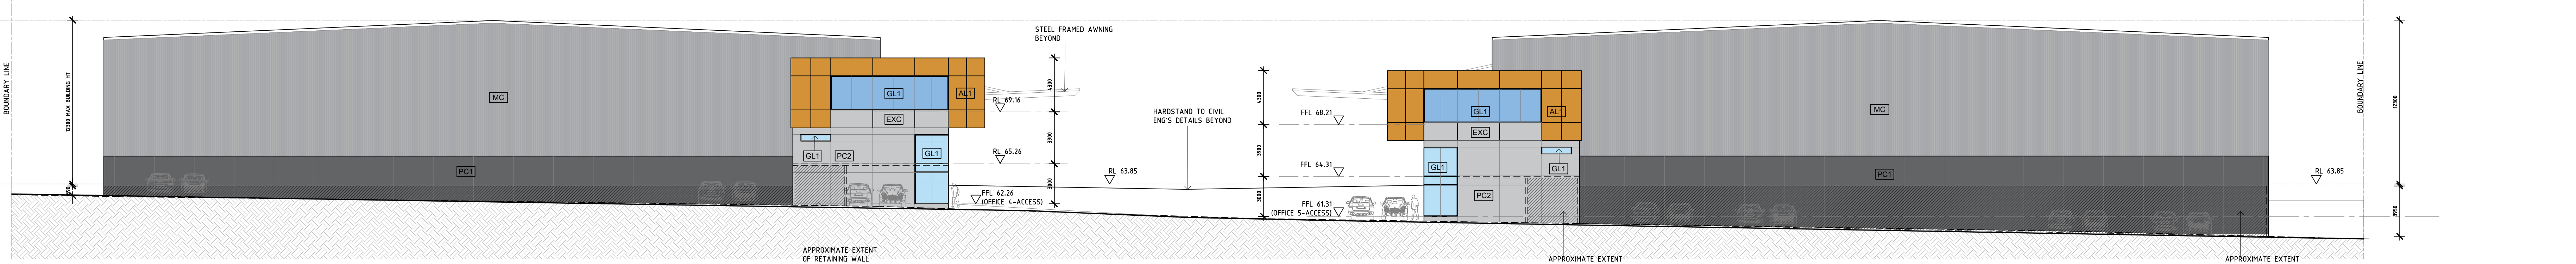 BOUNDARY LINE
12300 MAX BUILDING HT
MC
PC1
STEEL FRAMED AWNING
BEYOND
GL1
AL1
EXC
GL1
PC2
GL1
RL 69.16
RL 65.26
FFL 62.26
(OFFICE 4-ACCESS)
4300
3900
3000
RL 63.85
HARDSTAND TO CIVIL
ENG'S DETAILS BEYOND
4300
3900
3000
FFL 68.21
FFL 64.31
FFL 61.31
(OFFICE 5-ACCESS)
GL1
AL1
EXC
GL1
GL1
PC2
MC
PC1
RL 63.85
BOUNDARY LINE
12300
3950
APPROXIMATE EXTENT
OF RETAINING WALL
APPROXIMATE EXTENT
APPROXIMATE EXTENT